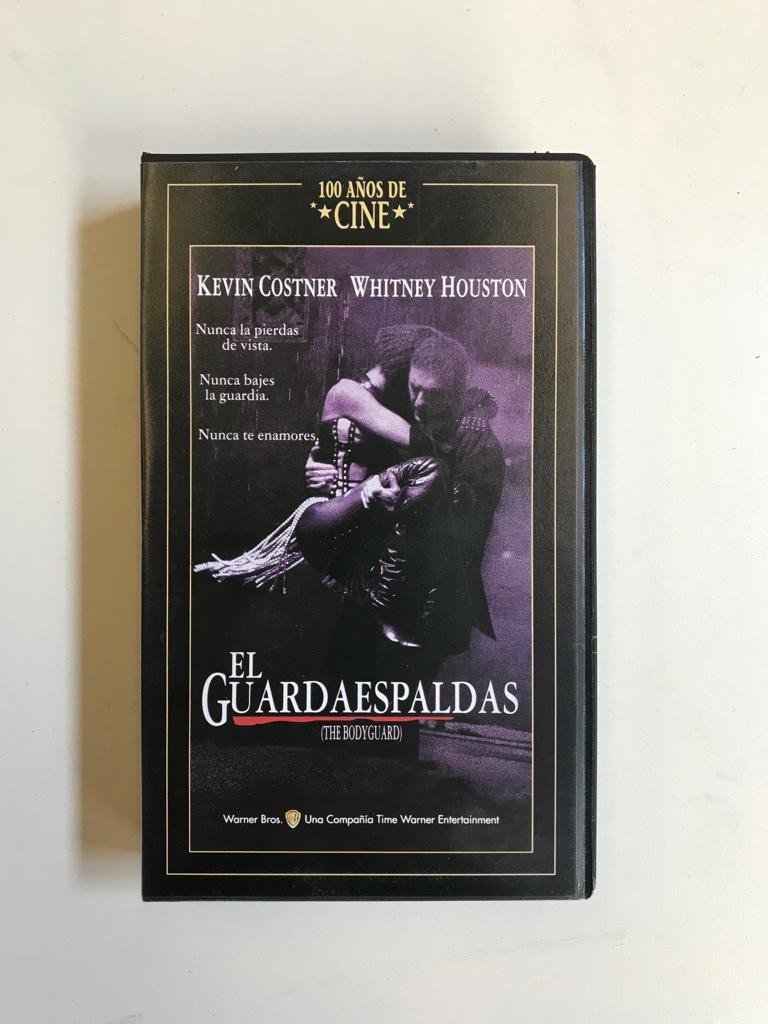 100 AÑOS DE
CINE
KEVIN COSTNER WHITNEY HOUSTON
Nunca la pierdas
de vista.
Nunca bajes
la guardia.
Nunca te enamores.
EL
GUARDAESPALDAS
(THE BODYGUARD)
Warner Bros. WB Una Compañía Time Warner Entertainment